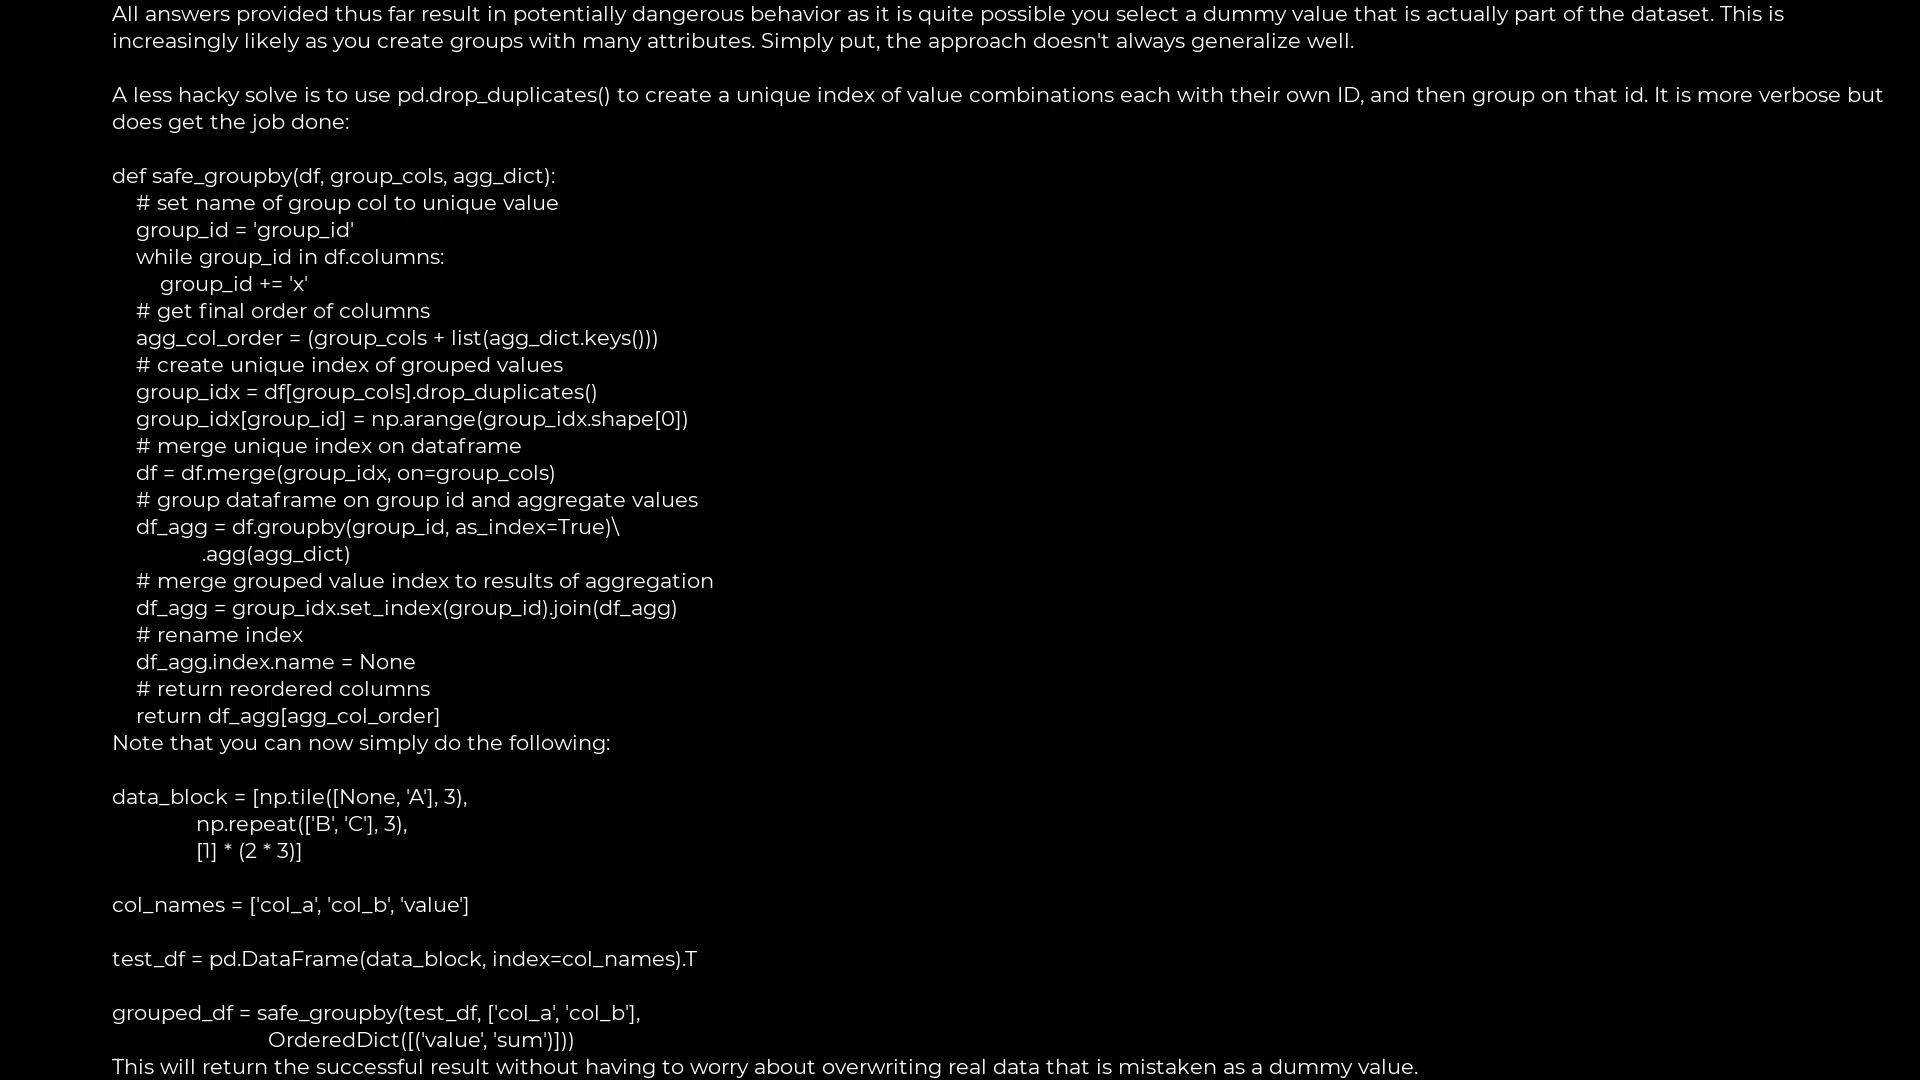 All answers provided thus far result in potentially dangerous behavior as it is quite possible you select a dummy value that is actually part of the dataset. This is
increasingly likely as you create groups with many attributes. Simply put, the approach doesn't always generalize well.

A less hacky solve is to use pd.drop_duplicates() to create a unique index of value combinations each with their own ID, and then group on that id. It is more verbose but
does get the job done:

def safe_groupby(df, group_cols, agg_dict):
    # set name of group col to unique value
    group_id = 'group_id'
    while group_id in df.columns:
        group_id += 'x'
    # get final order of columns
    agg_col_order = (group_cols + list(agg_dict.keys()))
    # create unique index of grouped values
    group_idx = df[group_cols].drop_duplicates()
    group_idx[group_id] = np.arange(group_idx.shape[0])
    # merge unique index on dataframe
    df = df.merge(group_idx, on=group_cols)
    # group dataframe on group id and aggregate values
    df_agg = df.groupby(group_id, as_index=True)\
               .agg(agg_dict)
    # merge grouped value index to results of aggregation
    df_agg = group_idx.set_index(group_id).join(df_agg)
    # rename index
    df_agg.index.name = None
    # return reordered columns
    return df_agg[agg_col_order]
Note that you can now simply do the following:

data_block = [np.tile([None, 'A'], 3),
              np.repeat(['B', 'C'], 3),
              [1] * (2 * 3)]

col_names = ['col_a', 'col_b', 'value']

test_df = pd.DataFrame(data_block, index=col_names).T

grouped_df = safe_groupby(test_df, ['col_a', 'col_b'],
                          OrderedDict([('value', 'sum')]))
This will return the successful result without having to worry about overwriting real data that is mistaken as a dummy value.